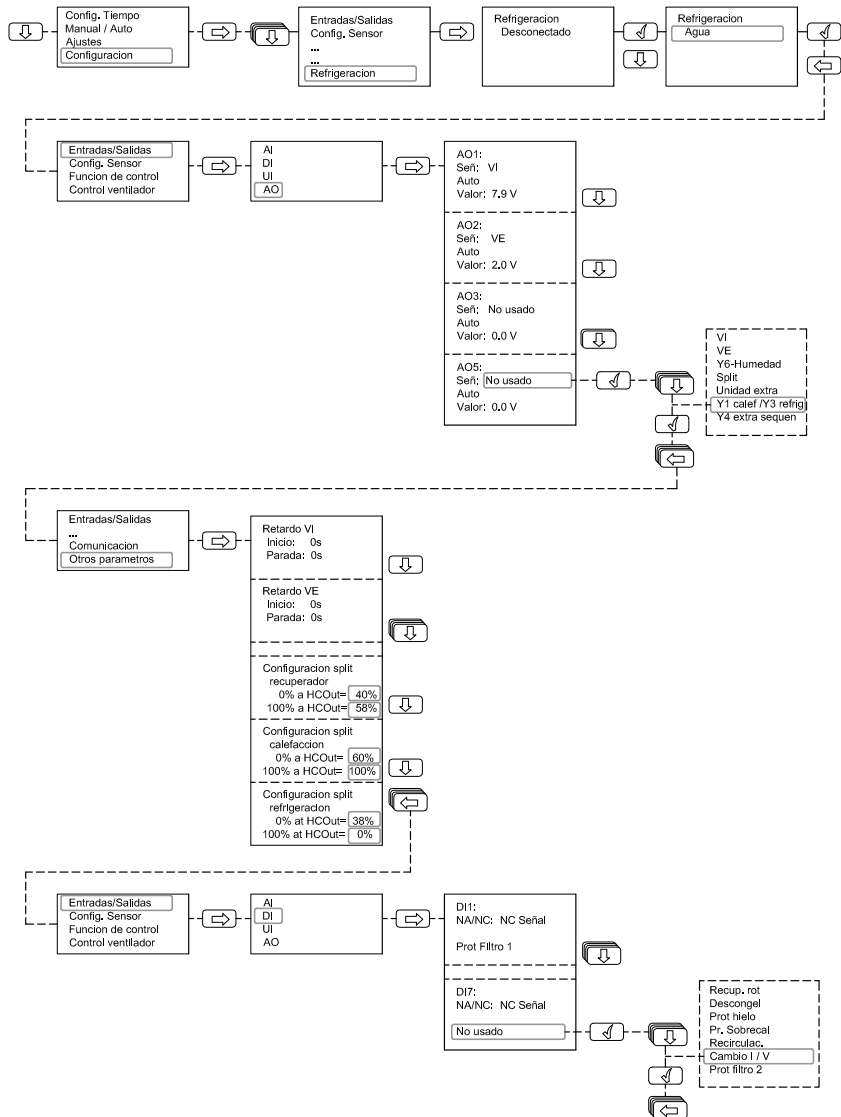 Config. Tiempo
Manual / Auto
Ajustes
Configuracion
Entradas/Salidas
Config. Sensor
...
...
Refrigeracion
Refrigeracion
Desconectado
Refrigeracion
Agua
Entradas/Salidas
Config. Sensor
Funcion de control
Control ventilador
AI
DI
UI
AO
AO1:
Señ: VI
Auto
Valor: 7.9 V
AO2:
Señ: VE
Auto
Valor: 2.0 V
AO3:
Señ: No usado
Auto
Valor: 0.0 V
AO5:
Señ: No usado
Auto
Valor: 0.0 V
VI
VE
Y6-Humedad
Split
Unidad extra
Y1 calef /Y3 refrig
Y4 extra sequen
Entradas/Salidas
...
Comunicacion
Otros parametros
Retardo VI
Inicio: 0s
Parada: 0s
Retardo VE
Inicio: 0s
Parada: 0s
Configuracion split
recuperador
0% a HCOut= 40%
100% a HCOut= 58%
Configuracion split
calefaccion
0% a HCOut= 60%
100% a HCOut= 100%
Configuracion split
refrigeracion
0% at HCOut= 38%
100% at HCOut= 0%
Entradas/Salidas
Config. Sensor
Funcion de control
Control ventilador
AI
DI
UI
AO
DI1:
NA/NC: NC Señal
Prot Filtro 1
DI7:
NA/NC: NC Señal
No usado
Recup. rot
Descongel
Prot hielo
Pr. Sobrecal
Recirculac.
Cambio I / V
Prot filtro 2